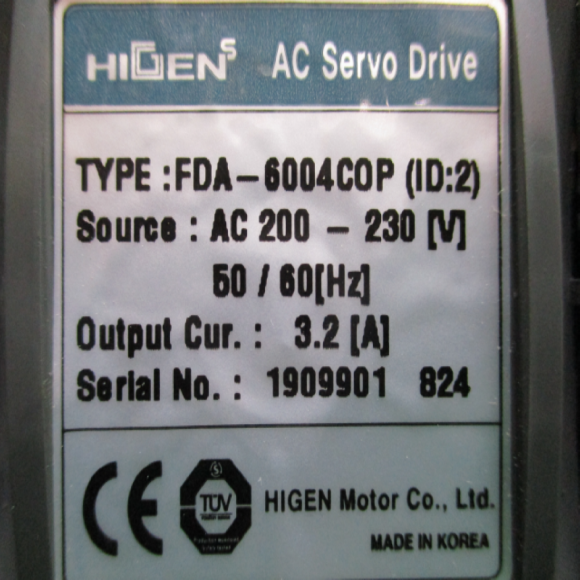 HIGEN S AC Servo Drive
TYPE : FDA-6004COP (ID:2)
Source : AC 200 - 230 [V]
50 / 60[Hz]
Output Cur. : 3.2 [A]
Serial No. : 1909901 824
CE TÜV HIGEN Motor Co., Ltd.
MADE IN KOREA